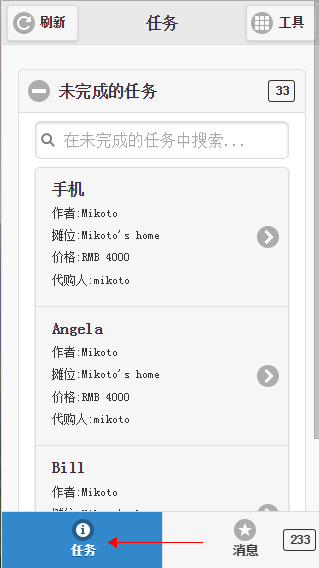 刷新
任务
工具
未完成的任务
33
在未完成的任务中搜索...
手机
作者:Mikoto
摊位:Mikoto's home
价格:RMB 4000
代购人:mikoto
Angela
作者:Mikoto
摊位:Mikoto's home
价格:RMB 4000
代购人:mikoto
Bill
作者:Mikoto
任务
消息
233